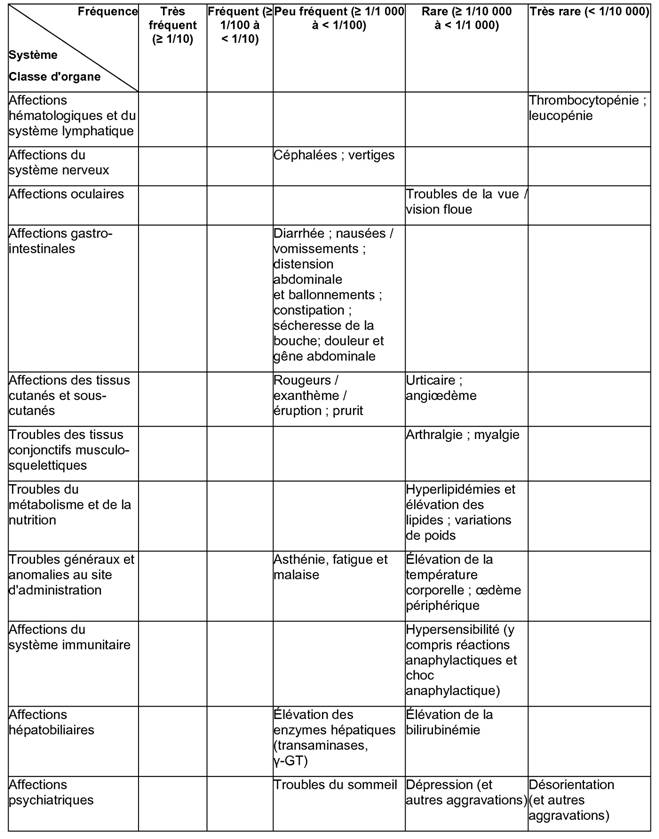 Fréquence
Système
Classe d'organe
Très
fréquent
(≥ 1/10)
Fréquent (≥
1/100 à
< 1/10)
Peu fréquent (≥ 1/1 000
à < 1/100)
Rare (≥ 1/10 000
à < 1/1 000)
Très rare (< 1/10 000)
Affections
hématologiques et du
système lymphatique
Thrombocytopénie ;
leucopénie
Affections du
système nerveux
Céphalées ; vertiges
Affections oculaires
Troubles de la vue /
vision floue
Affections gastro-
intestinales
Diarrhée ; nausées /
vomissements ;
distension
abdominale
et ballonnements ;
constipation ;
sécheresse de la
bouche; douleur et
gêne abdominale
Affections des tissus
cutanés et sous-
cutanés
Rougeurs /
exanthème /
éruption ; prurit
Urticaire ;
angiœdème
Troubles des tissus
conjonctifs musculo-
squelettiques
Arthralgie ; myalgie
Troubles du
métabolisme et de la
nutrition
Hyperlipidémies et
élévation des
lipides ; variations
de poids
Troubles généraux et
anomalies au site
d'administration
Asthénie, fatigue et
malaise
Élévation de la
température
corporelle ; œdème
périphérique
Affections du
système immunitaire
Hypersensibilité (y
compris réactions
anaphylactiques et
choc
anaphylactique)
Affections
hépatobiliaires
Élévation des
enzymes hépatiques
(transaminases,
γ-GT)
Élévation de la
bilirubinémie
Affections
psychiatriques
Troubles du sommeil
Dépression (et
autres aggravations)
Désorientation
(et autres
aggravations)